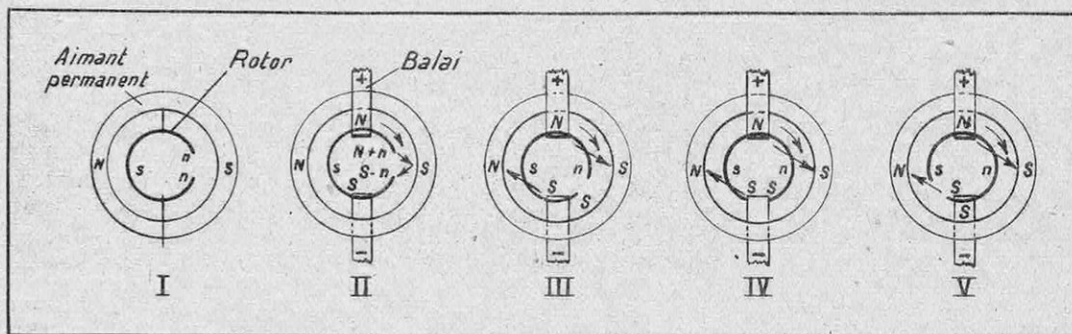 Aimant
permanent
Rotor
Balai
N s n n S
+ N N+n S-n s S S -
+ N s n N S S S -
+ N s n N S S S -
+ N s n N S S S -
I II III IV V